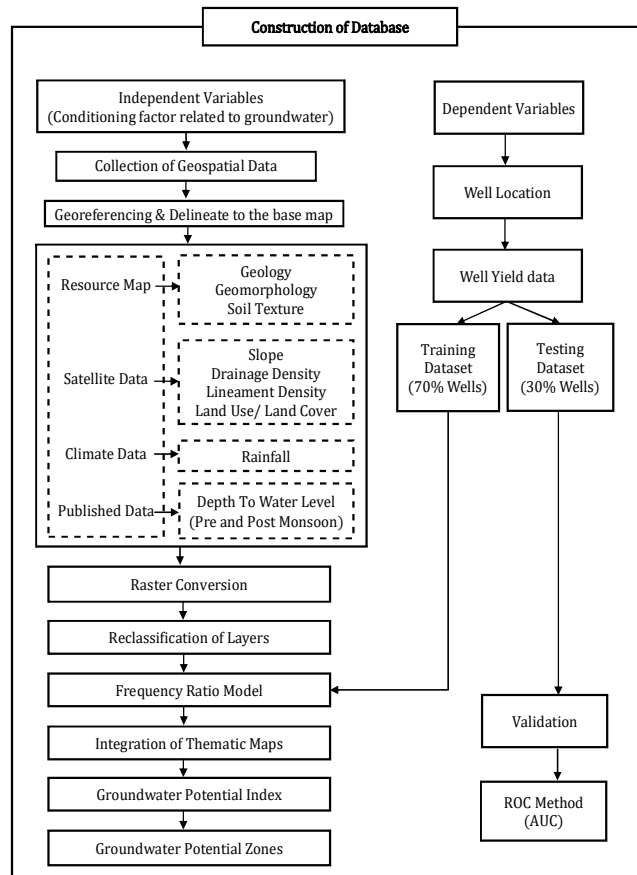 Construction of Database
Independent Variables
(Conditioning factor related to groundwater)
Collection of Geospatial Data
Georeferencing & Delineate to the base map
Resource Map
Geology
Geomorphology
Soil Texture
Satellite Data
Slope
Drainage Density
Lineament Density
Land Use/ Land Cover
Climate Data
Rainfall
Published Data
Depth To Water Level
(Pre and Post Monsoon)
Raster Conversion
Reclassification of Layers
Frequency Ratio Model
Integration of Thematic Maps
Groundwater Potential Index
Groundwater Potential Zones
Dependent Variables
Well Location
Well Yield data
Training
Dataset
(70% Wells)
Testing
Dataset
(30% Wells)
Validation
ROC Method
(AUC)